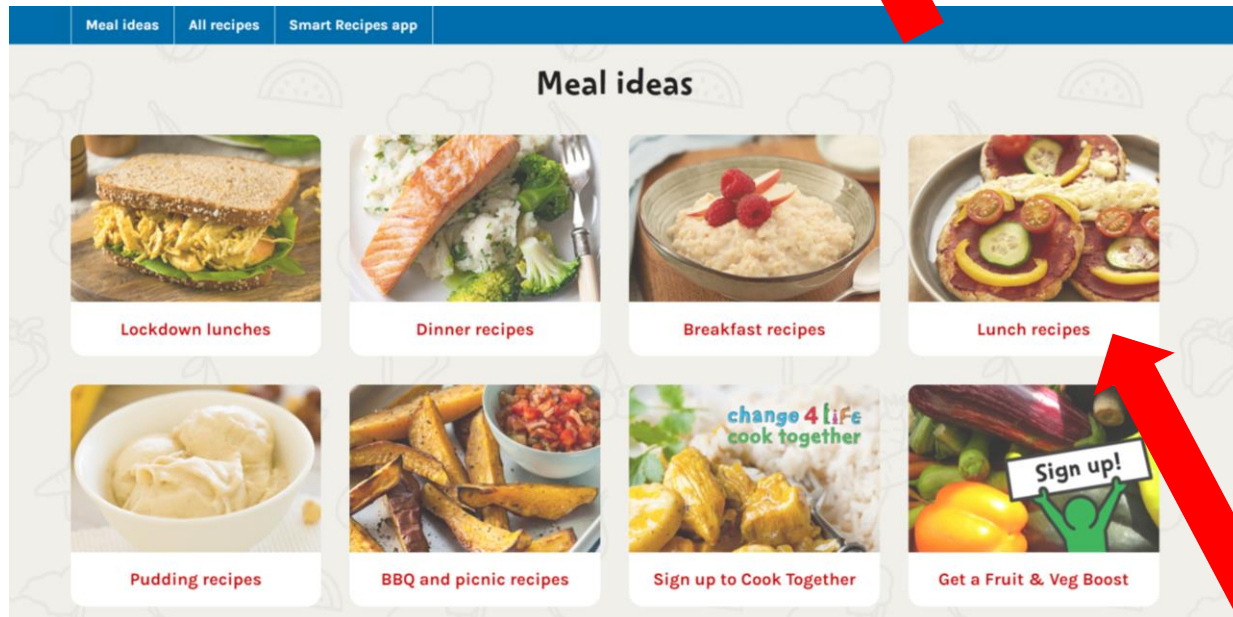 Meal ideas All recipes Smart Recipes app
Meal ideas
Lockdown lunches Dinner recipes Breakfast recipes Lunch recipes
change 4 Life
cook together
Sign up!
Pudding recipes BBQ and picnic recipes Sign up to Cook Together Get a Fruit & Veg Boost